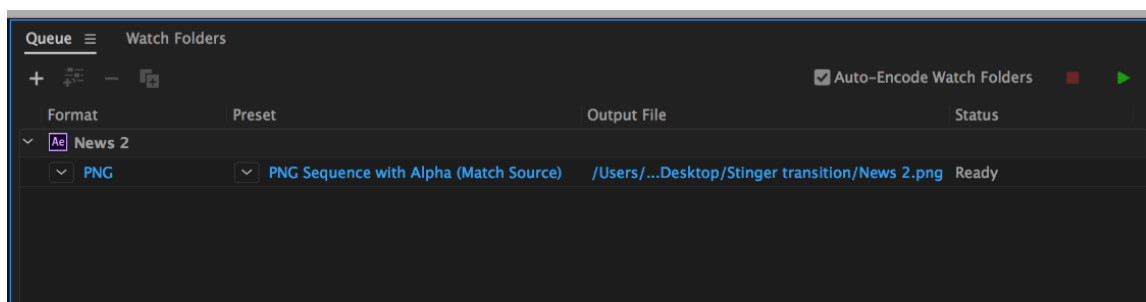 Queue Watch Folders
Auto-Encode Watch Folders
Format Preset Output File Status
Ae News 2
PNG PNG Sequence with Alpha (Match Source) /Users/...Desktop/Stinger transition/News 2.png Ready